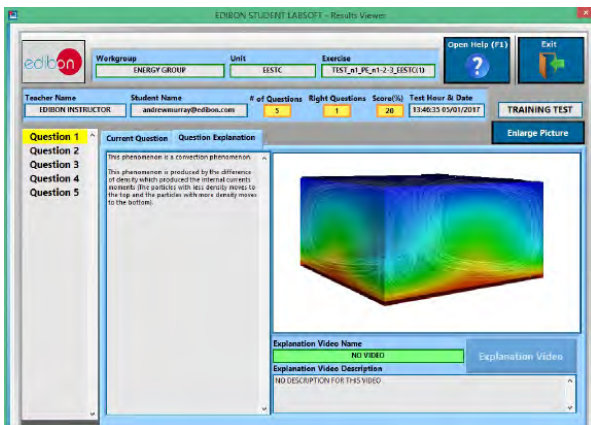 EDIBON STUDENT LABSOFT - Results Viewer
edibon
Workgroup
ENERGY GROUP
Unit
EESTC
Exercise
TEST_n1_PE_n1-2-3_EESTC(1)
Open Help (F1)
?
Exit
Teacher Name
EDIBON INSTRUCTOR
Student Name
andrewmurray@edibon.com
# of Questions
5
Right Questions
1
Score(%)
20
Test Hour & Date
13:46:35 05/01/2017
TRAINING TEST
Enlarge Picture
Question 1
Question 2
Question 3
Question 4
Question 5
Current Question
Question Explanation
This phenomenon is a convection phenomenon.
This phenomenon is produced by the difference
of density which produced the internal currents
moments (the particles with less density moves to
the top and the particles with more density moves
to the bottom).
Explanation Video Name
NO VIDEO
Explanation Video
Explanation Video Description
NO DESCRIPTION FOR THIS VIDEO